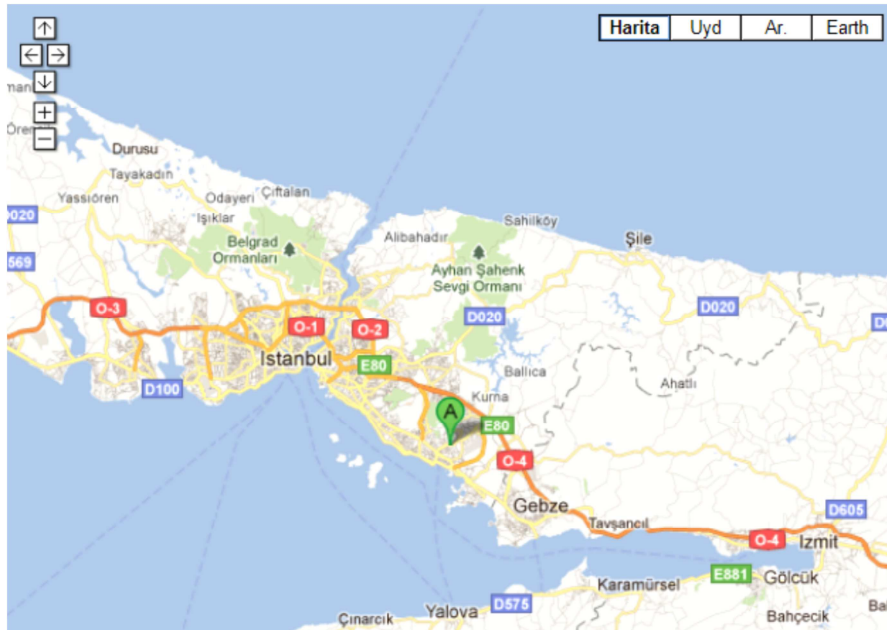 Harita Uyd Ar. Earth
Durusu
Tayakadın
Yassıören
Odayeri
Çiftalan
Işıklar
D020
569
Belgrad
Ormanları
Alibahadır
Sahilköy
Ayhan Şahenk
Sevgi Ormanı
Şile
O-3
O-1
O-2
D020
D020
İstanbul
E80
D100
Ballıca
Ahatlı
Kurna
A
E80
O-4
Gebze
Tavşancıl
D605
O-4
İzmit
Karamürsel
E881
Gölcük
Çınarcık
Yalova
D575
Bahçecik